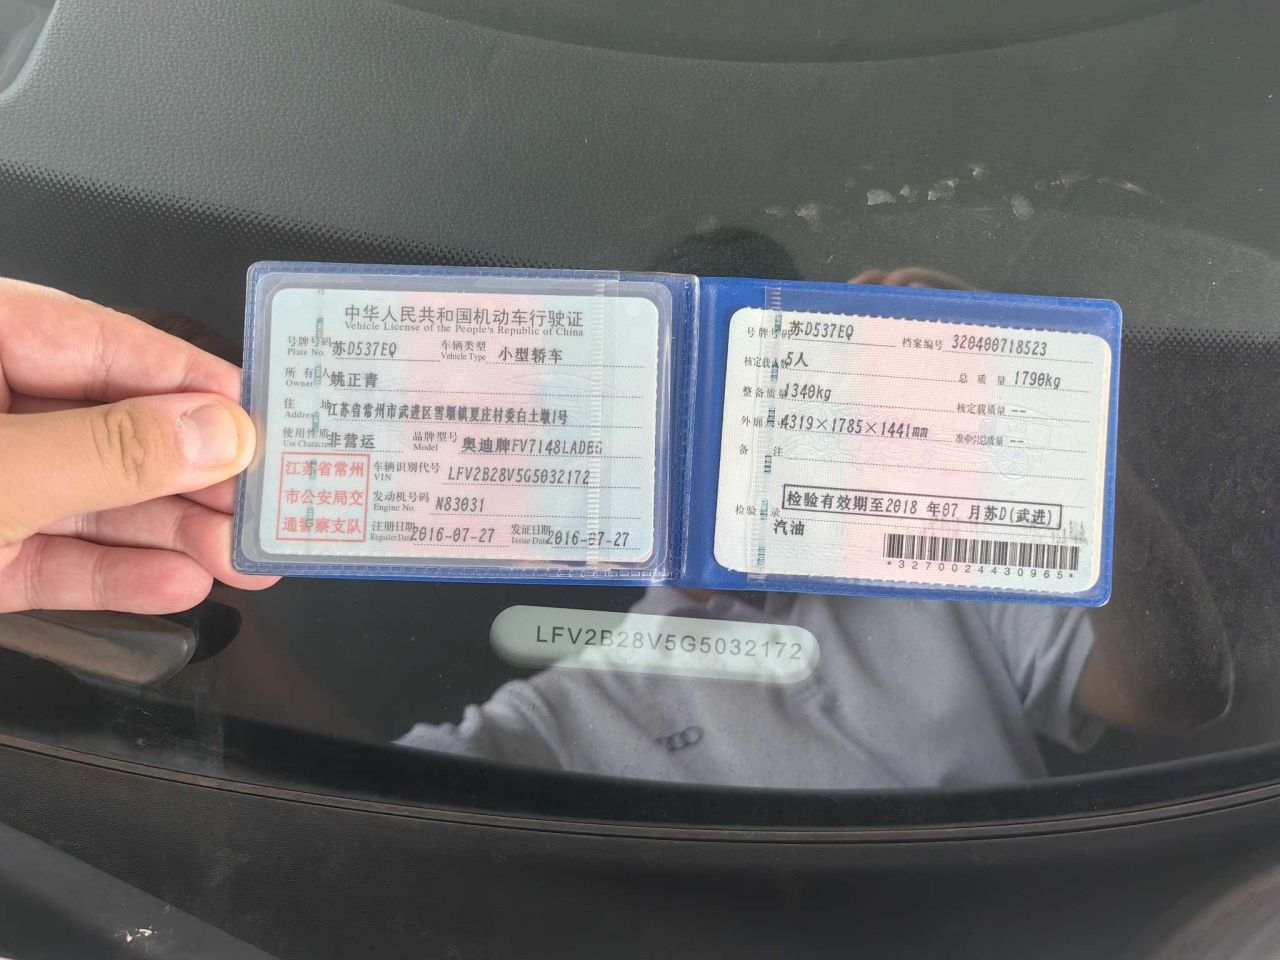 中华人民共和国机动车行驶证
Vehicle License of the People's Republic of China
号牌号码 苏D537EQ 车辆类型 小型轿车
Plate No. Vehicle Type
所有人 姚正青
Owner
住址 江苏省常州市武进区雪堰镇夏庄村委白土墩1号
Address
使用性质 非营运 品牌型号 奥迪牌FV7148LADBG
Use Character Model
江苏省常州
市公安局交
通警察支队
车辆识别代号 LFV2B28V5G5032172
VIN
发动机号码 N83031
Engine No.
注册日期 2016-07-27 发证日期 2016-07-27
Register Date Issue Date
号牌号码 苏D537EQ 档案编号 320400718523
核定载人数 5人 总质量 1790kg
整备质量 1340kg 核定载质量 --
外廓尺寸 4319×1785×1441mm 准牵引总质量 --
备注
检验记录 检验有效期至2018年07月苏D(武进)
汽油
*3270024430965*
LFV2B28V5G5032172